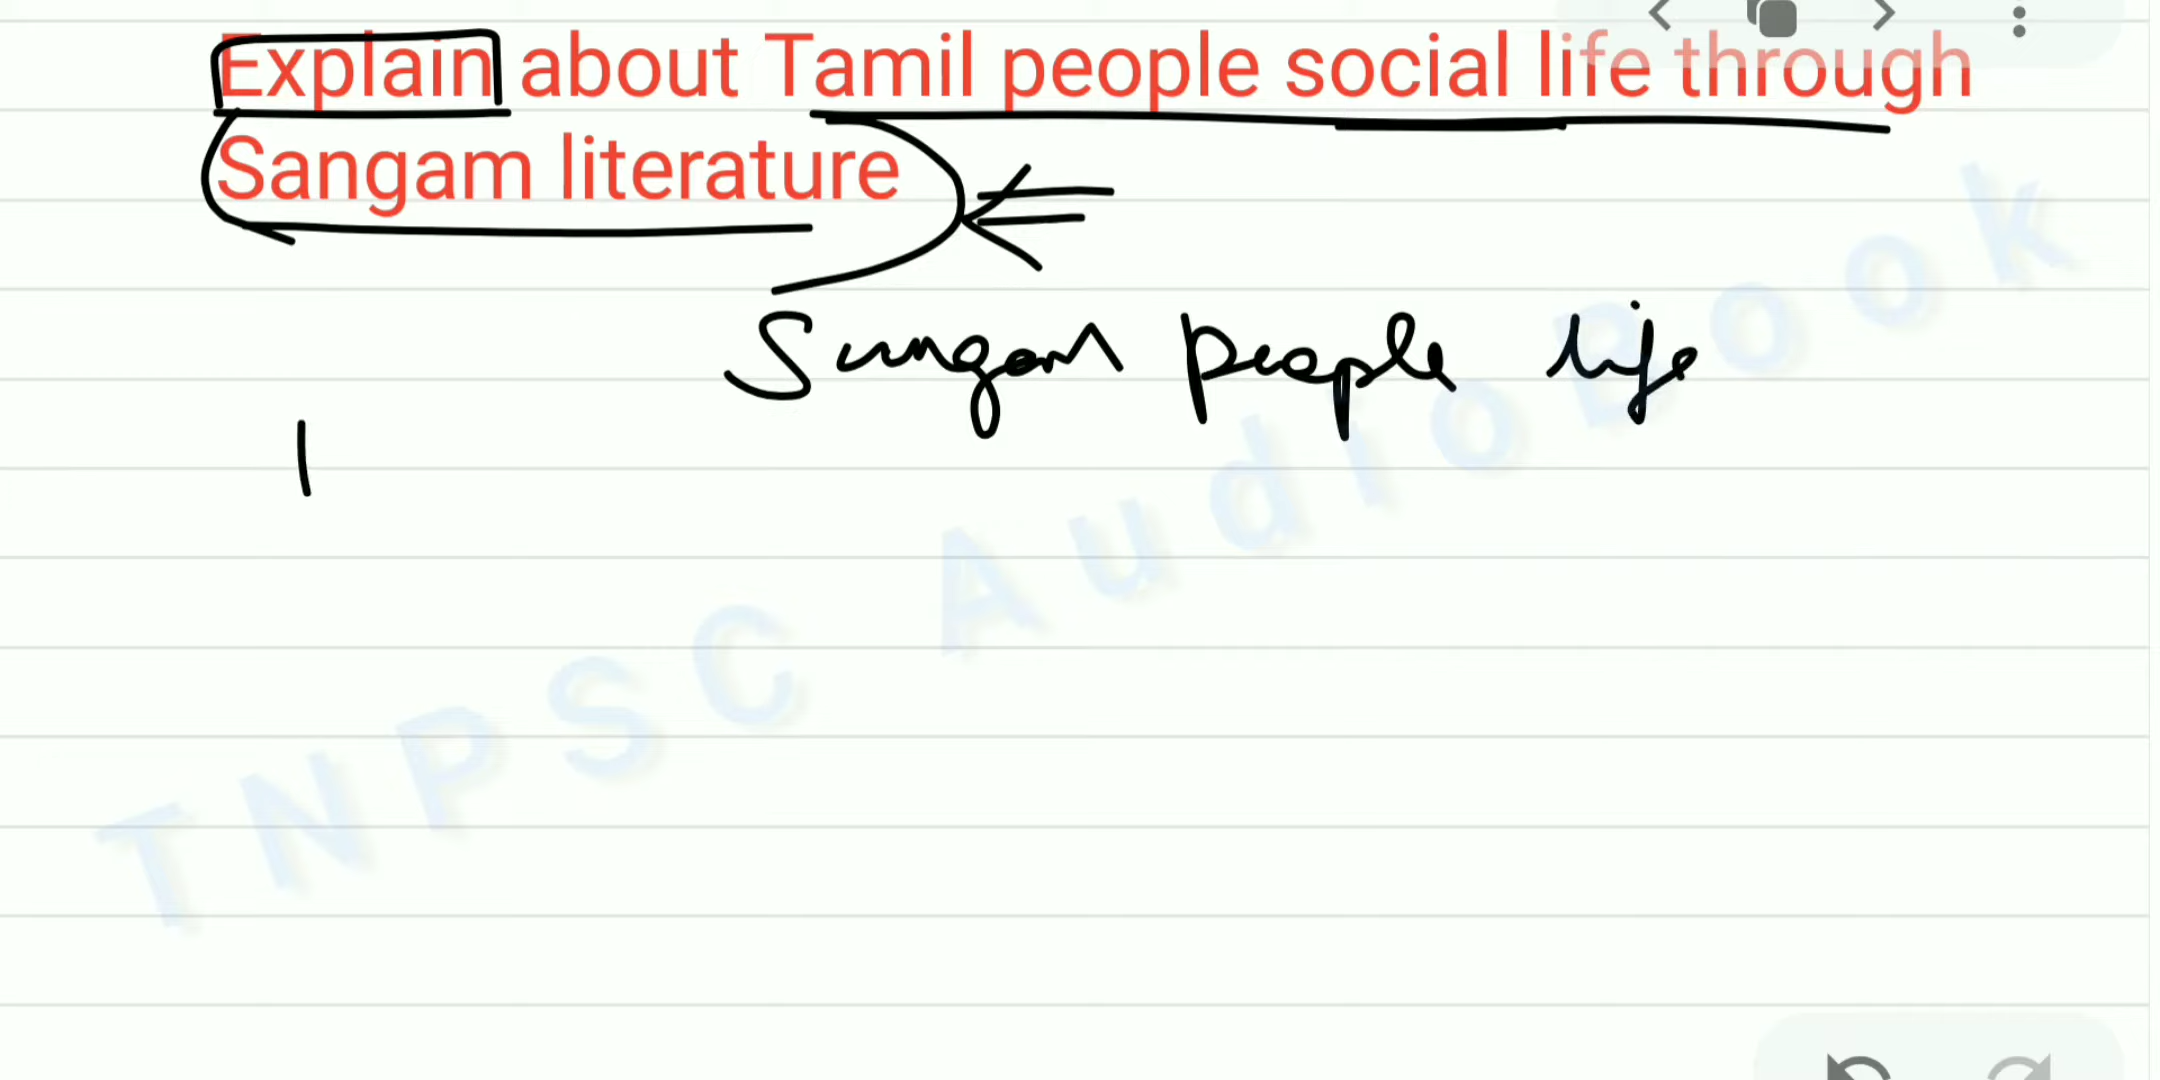 Explain about Tamil people social life through
Sangam literature
Sangam people life
TNPSC AudioBook